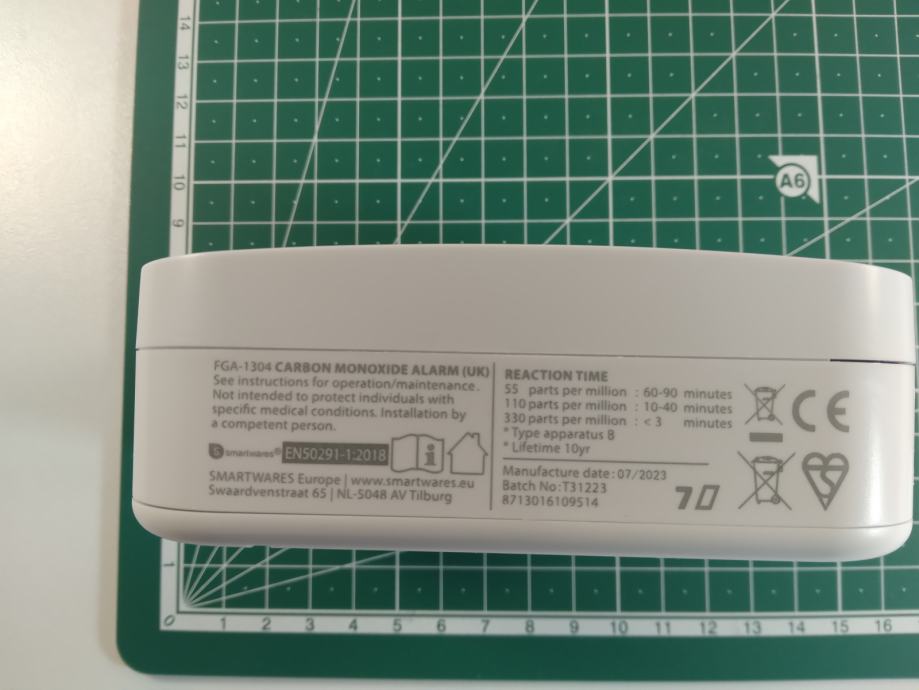 14
13
12
11
10
9
A6
FGA-1304 CARBON MONOXIDE ALARM (UK)
See instructions for operation/maintenance.
Not intended to protect individuals with
specific medical conditions. Installation by
a competent person.
S smartwares® EN50291-1:2018 i
SMARTWARES Europe | www.smartwares.eu
Swaardvenstraat 65 | NL-5048 AV Tilburg
REACTION TIME
55 parts per million : 60-90 minutes
110 parts per million : 10-40 minutes
330 parts per million : < 3 minutes
* Type apparatus B
* Lifetime 10yr
Manufacture date: 07/2023
Batch No: T31223
8713016109514
CE
1
0 1 2 3 4 5 6 7 8 9 10 11 12 13 14 15 16